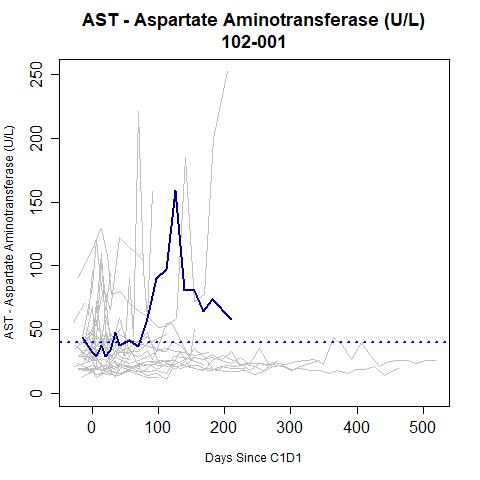 AST - Aspartate Aminotransferase (U/L)
102-001
AST - Aspartate Aminotransferase (U/L)
250
200
150
100
50
0
0 100 200 300 400 500
Days Since C1D1